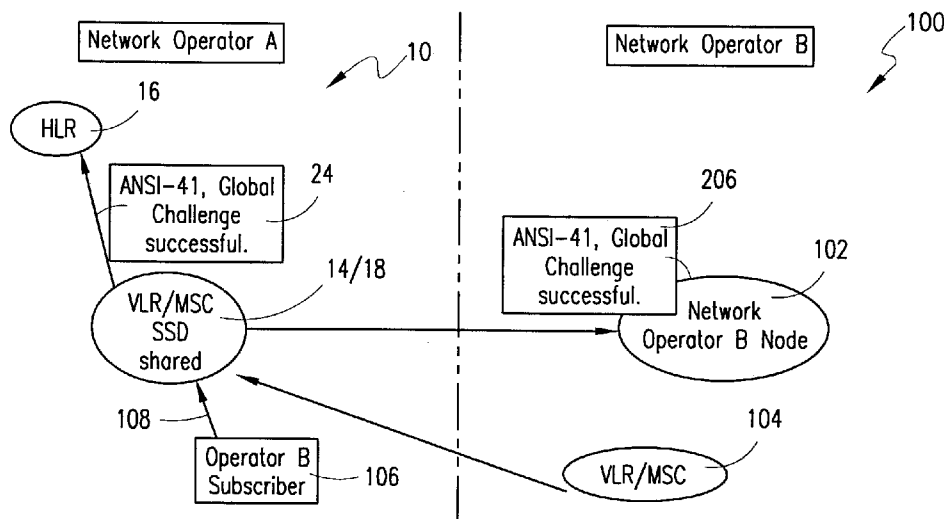 Network Operator A
10
Network Operator B
100
16
HLR
ANSI-41, Global
Challenge
successful.
24
206
ANSI-41, Global
Challenge
successful.
14/18
102
VLR/MSC
SSD
shared
Network
Operator B Node
108
104
Operator B
Subscriber
106
VLR/MSC